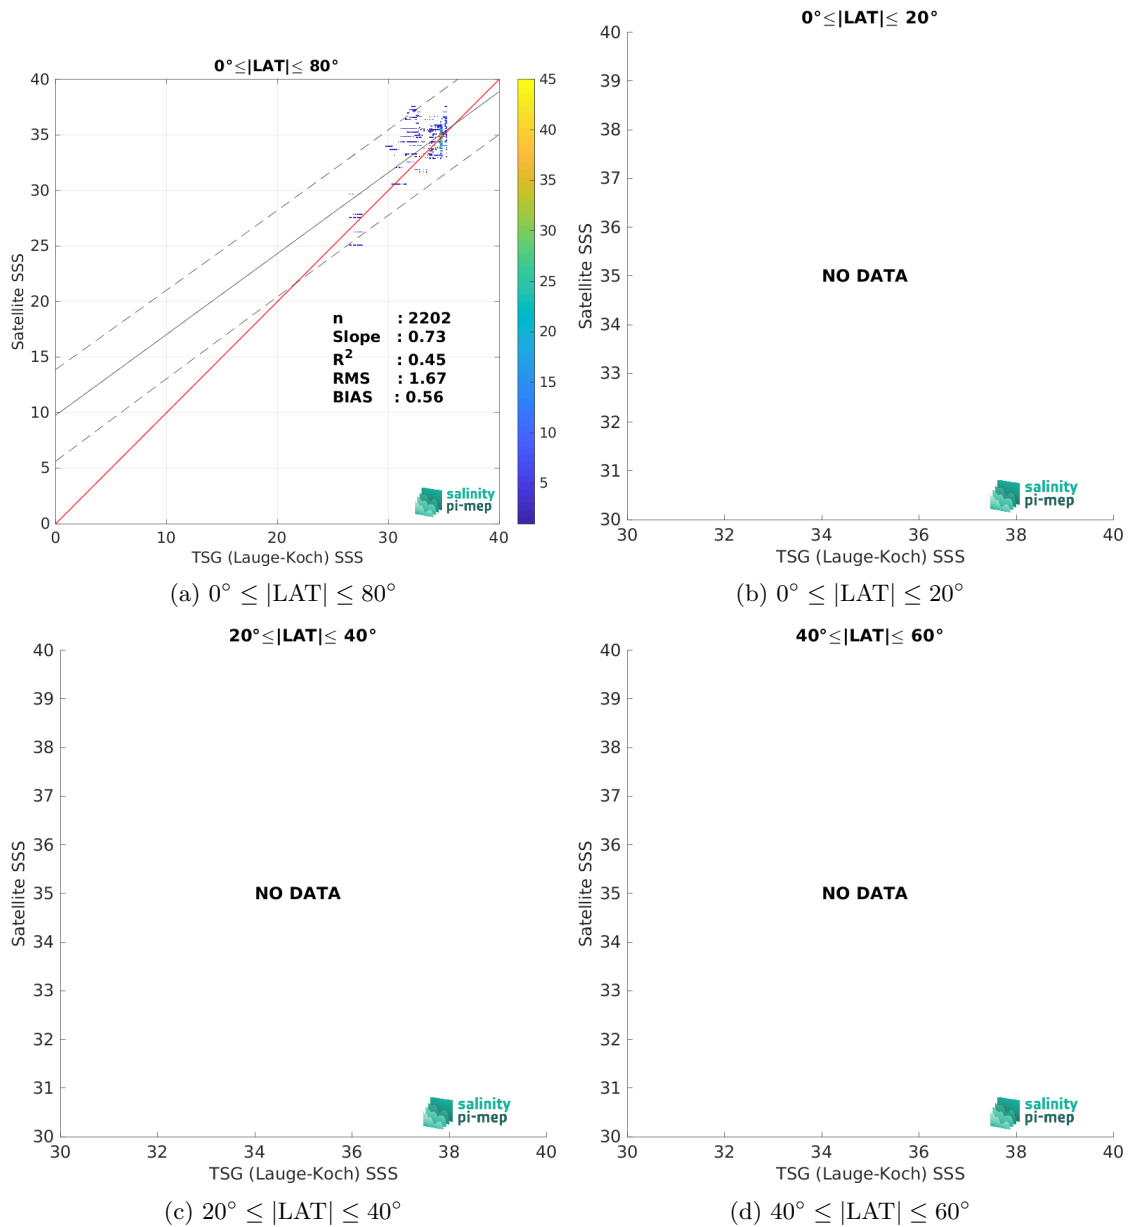 0°≤|LAT|≤ 80°
40
35
30
25
20
15
10
5
0
Satellite SSS
0
10
20
30
40
TSG (Lauge-Koch) SSS
n : 2202
Slope : 0.73
R² : 0.45
RMS : 1.67
BIAS : 0.56
salinity
pi-mep
45
40
35
30
25
20
15
10
5
(a) 0° ≤ |LAT| ≤ 80°
0°≤|LAT|≤ 20°
40
39
38
37
36
35
34
33
32
31
30
Satellite SSS
NO DATA
salinity
pi-mep
30
32
34
36
38
40
TSG (Lauge-Koch) SSS
(b) 0° ≤ |LAT| ≤ 20°
20°≤|LAT|≤ 40°
40
39
38
37
36
35
34
33
32
31
30
Satellite SSS
NO DATA
salinity
pi-mep
30
32
34
36
38
40
TSG (Lauge-Koch) SSS
(c) 20° ≤ |LAT| ≤ 40°
40°≤|LAT|≤ 60°
40
39
38
37
36
35
34
33
32
31
30
Satellite SSS
NO DATA
salinity
pi-mep
30
32
34
36
38
40
TSG (Lauge-Koch) SSS
(d) 40° ≤ |LAT| ≤ 60°